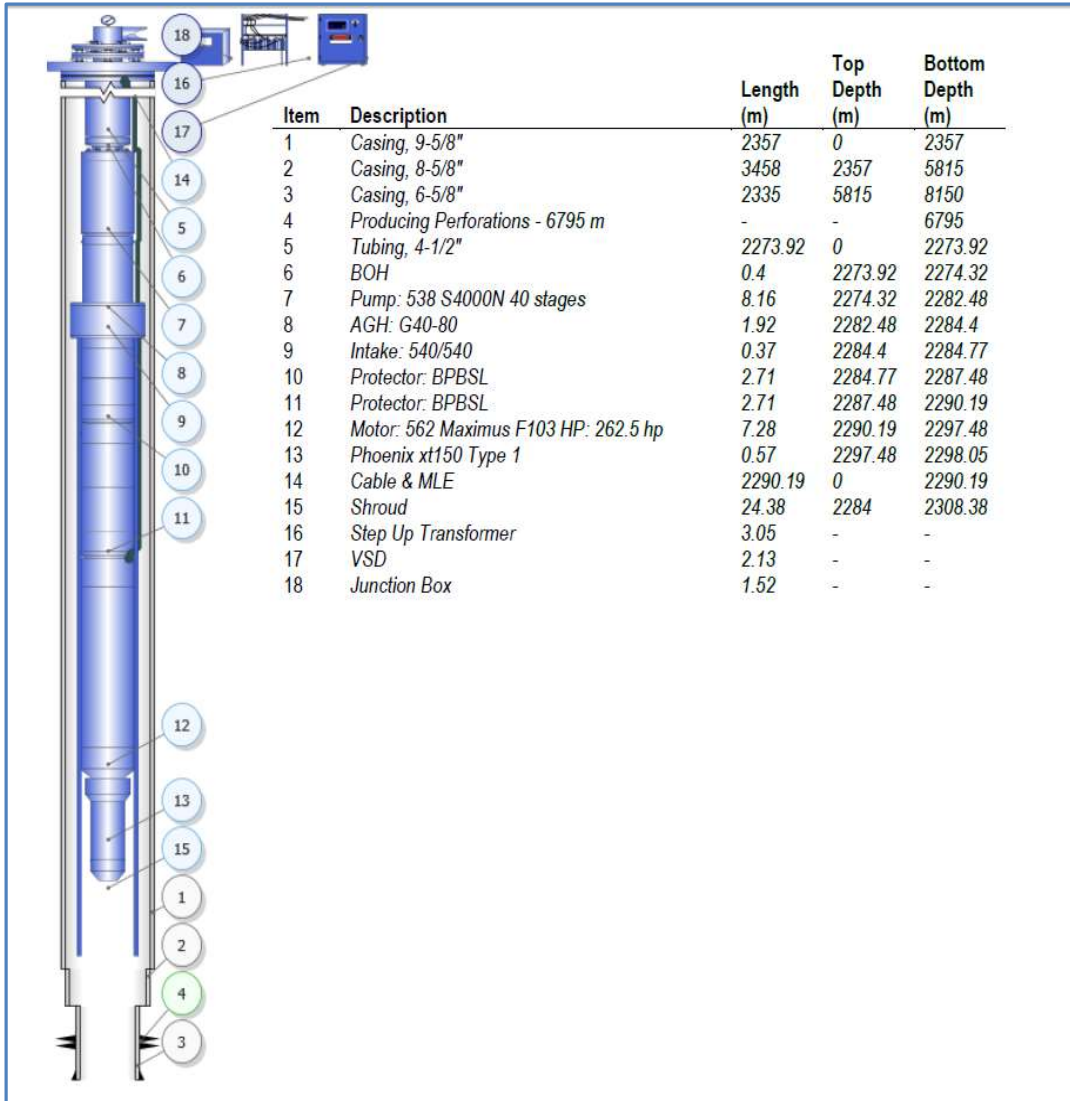 18
16
17
14
5
6
7
8
9
10
11
12
13
15
1
2
4
3
Item Description Length (m) Top Depth (m) Bottom Depth (m)
1 Casing, 9-5/8" 2357 0 2357
2 Casing, 8-5/8" 3458 2357 5815
3 Casing, 6-5/8" 2335 5815 8150
4 Producing Perforations - 6795 m - - 6795
5 Tubing, 4-1/2" 2273.92 0 2273.92
6 BOH 0.4 2273.92 2274.32
7 Pump: 538 S4000N 40 stages 8.16 2274.32 2282.48
8 AGH: G40-80 1.92 2282.48 2284.4
9 Intake: 540/540 0.37 2284.4 2284.77
10 Protector: BPBSL 2.71 2284.77 2287.48
11 Protector: BPBSL 2.71 2287.48 2290.19
12 Motor: 562 Maximus F103 HP: 262.5 hp 7.28 2290.19 2297.48
13 Phoenix xt150 Type 1 0.57 2297.48 2298.05
14 Cable & MLE 2290.19 0 2290.19
15 Shroud 24.38 2284 2308.38
16 Step Up Transformer 3.05 - -
17 VSD 2.13 - -
18 Junction Box 1.52 - -